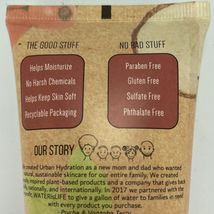 THE GOOD STUFF
Helps Moisturize
No Harsh Chemicals
Helps Keep Skin Soft
Recyclable Packaging
NO BAD STUFF
Paraben Free
Gluten Free
Sulfate Free
Phthalate Free
OUR STORY
created Urban Hydration as a new mom and dad who wanted
natural, sustainable skincare for our entire family. We created
inspired plant-based products and a company that gives back
nationally, and internationally. In 2017 we partnered with the
WATERisLIFE to give a gallon of water to families in need
with every product you purchase.